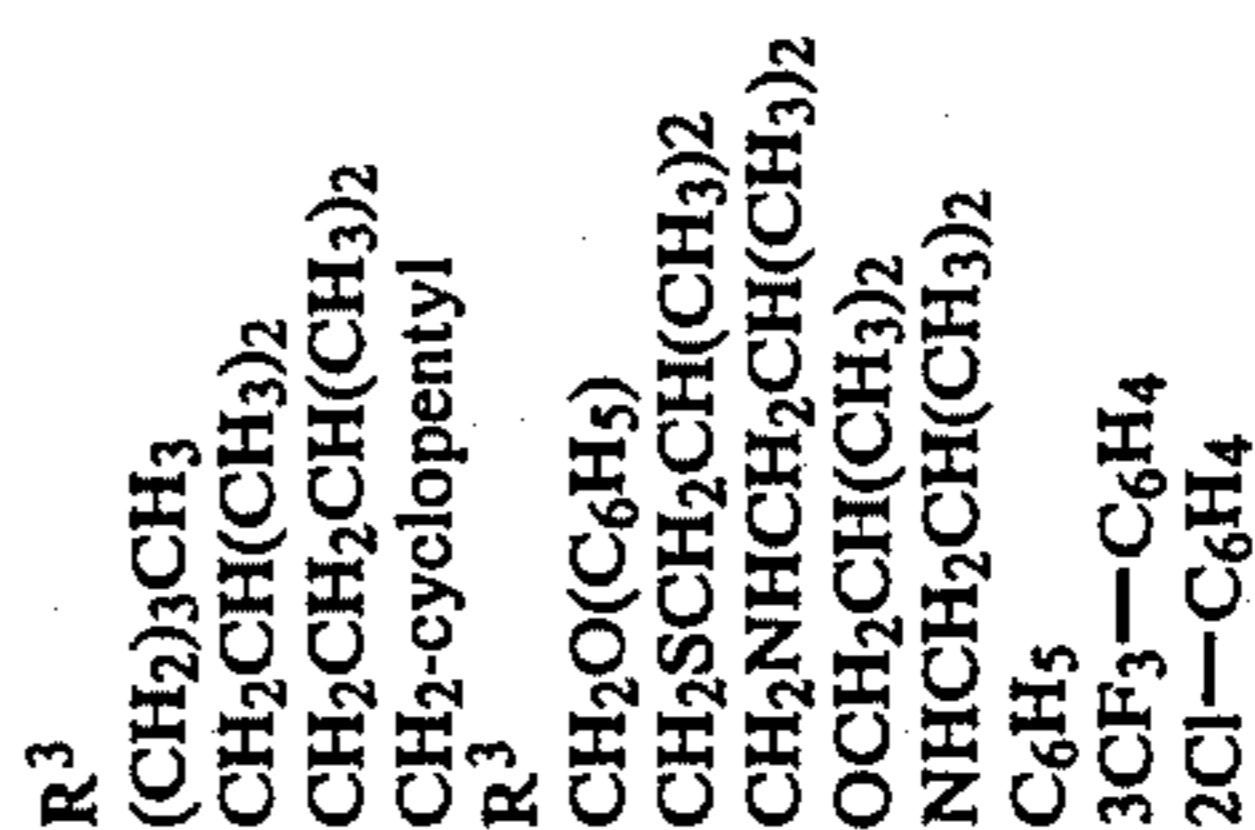 R³
(CH₂)₃CH₃
CH₂CH(CH₃)₂
CH₂CH₂CH(CH₃)₂
CH₂-cyclopentyl
R³
CH₂O(C₆H₅)
CH₂SCH₂CH(CH₃)2
CH₂NHCH₂CH(CH₃)₂
OCH₂CH(CH₃)₂
NHCH₂CH(CH₃)₂
C₆H₅
3CF₃—C₆H₄
2Cl—C₆H₄